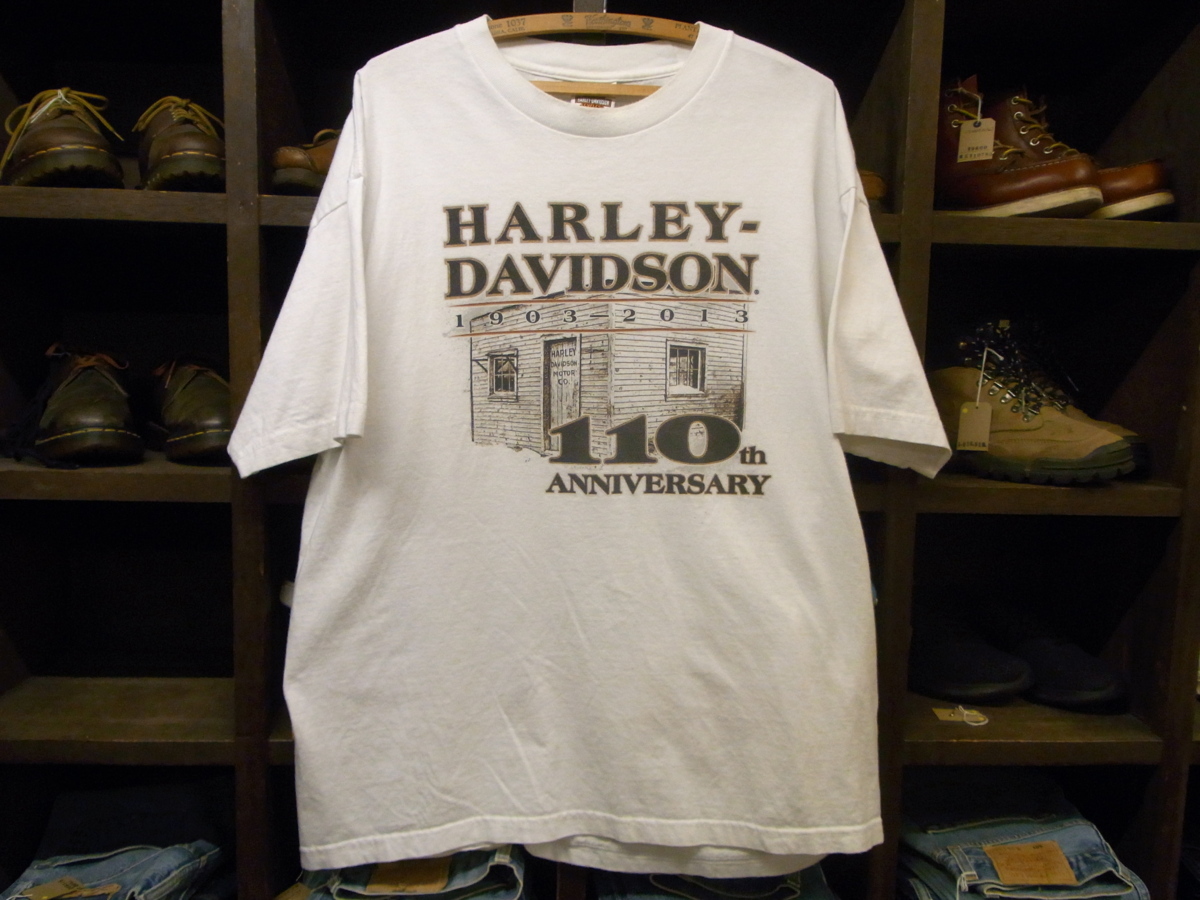 HARLEY-
DAVIDSON.
1903-2013
HARLEY
DAVIDSON
MOTOR
CO.
110th
ANNIVERSARY